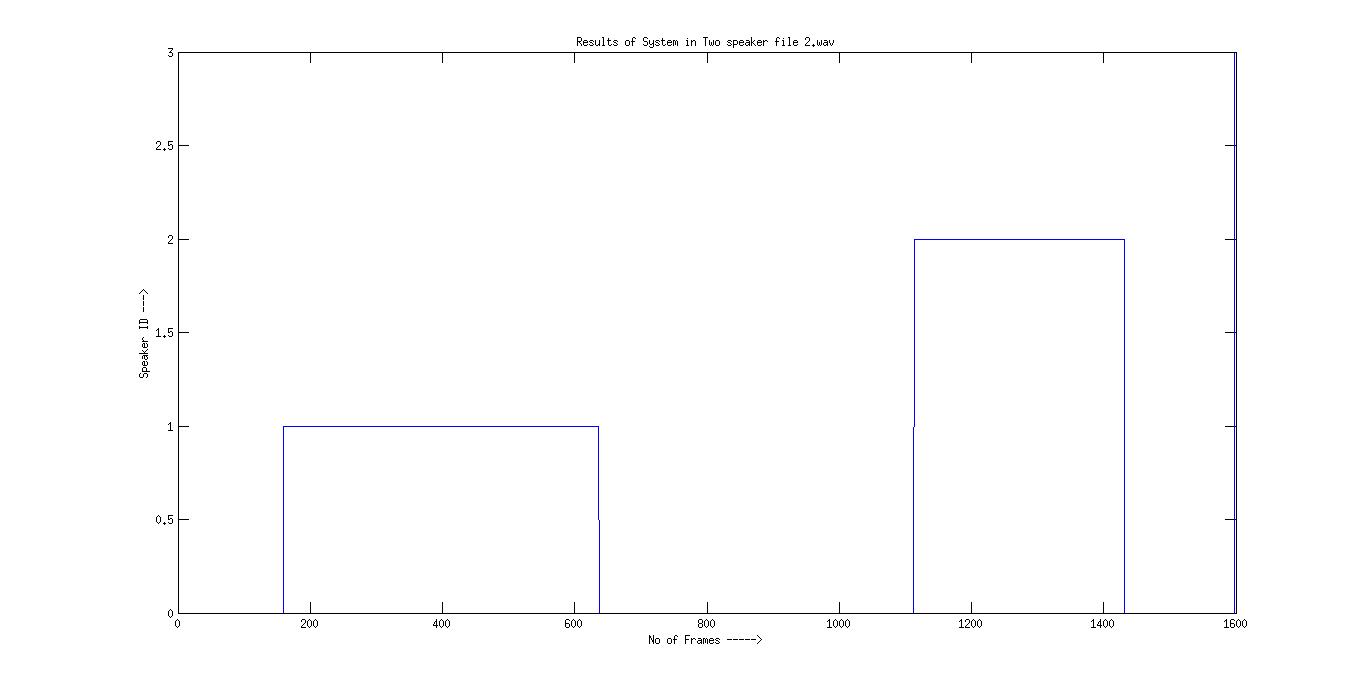 Results of System in Two speaker file 2.wav
3
2.5
2
1.5
1
0.5
0
Speaker ID --->
0 200 400 600 800 1000 1200 1400 1600
No of Frames ----->